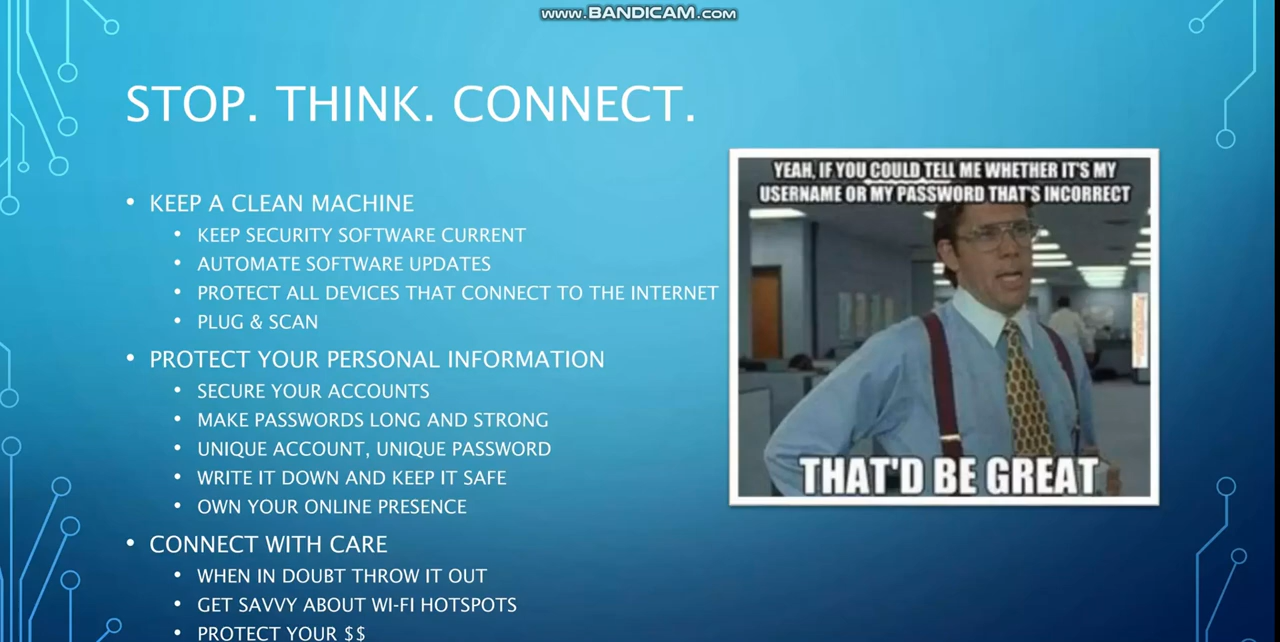 www.BANDICAM.com
STOP. THINK. CONNECT.
• KEEP A CLEAN MACHINE
• KEEP SECURITY SOFTWARE CURRENT
• AUTOMATE SOFTWARE UPDATES
• PROTECT ALL DEVICES THAT CONNECT TO THE INTERNET
• PLUG & SCAN
• PROTECT YOUR PERSONAL INFORMATION
• SECURE YOUR ACCOUNTS
• MAKE PASSWORDS LONG AND STRONG
• UNIQUE ACCOUNT, UNIQUE PASSWORD
• WRITE IT DOWN AND KEEP IT SAFE
• OWN YOUR ONLINE PRESENCE
• CONNECT WITH CARE
• WHEN IN DOUBT THROW IT OUT
• GET SAVVY ABOUT WI-FI HOTSPOTS
• PROTECT YOUR $$
YEAH, IF YOU COULD TELL ME WHETHER IT'S MY
USERNAME OR MY PASSWORD THAT'S INCORRECT
THAT'D BE GREAT